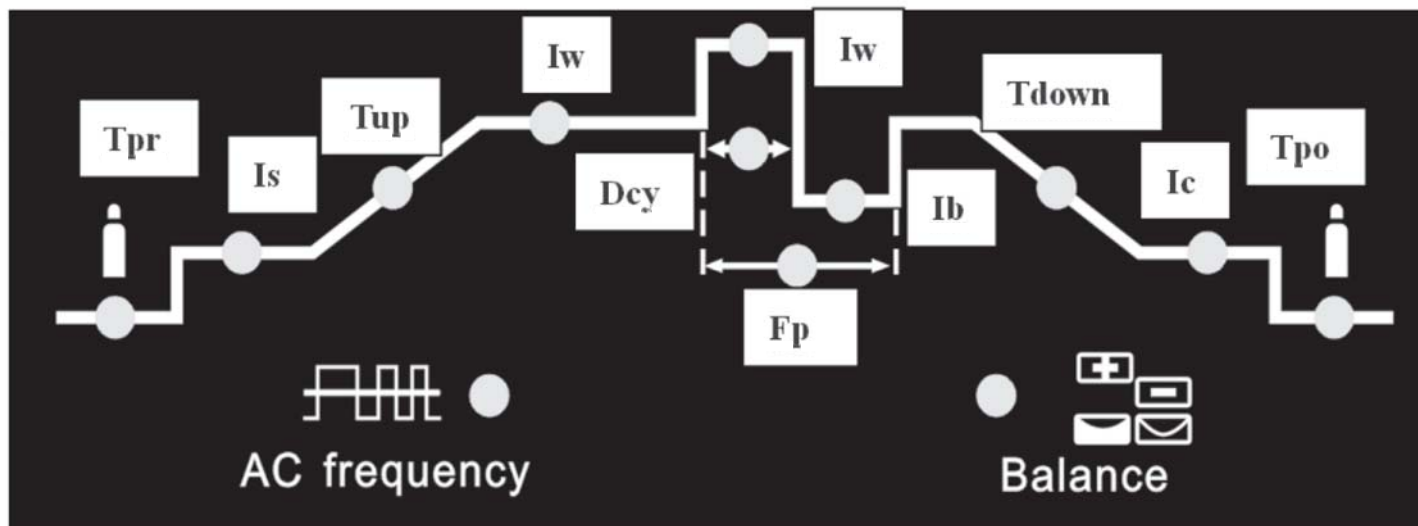 Iw
Iw
Tup
Tdown
Tpr
Tpo
Is
Ic
Dcy
Ib
Fp
AC frequency
Balance